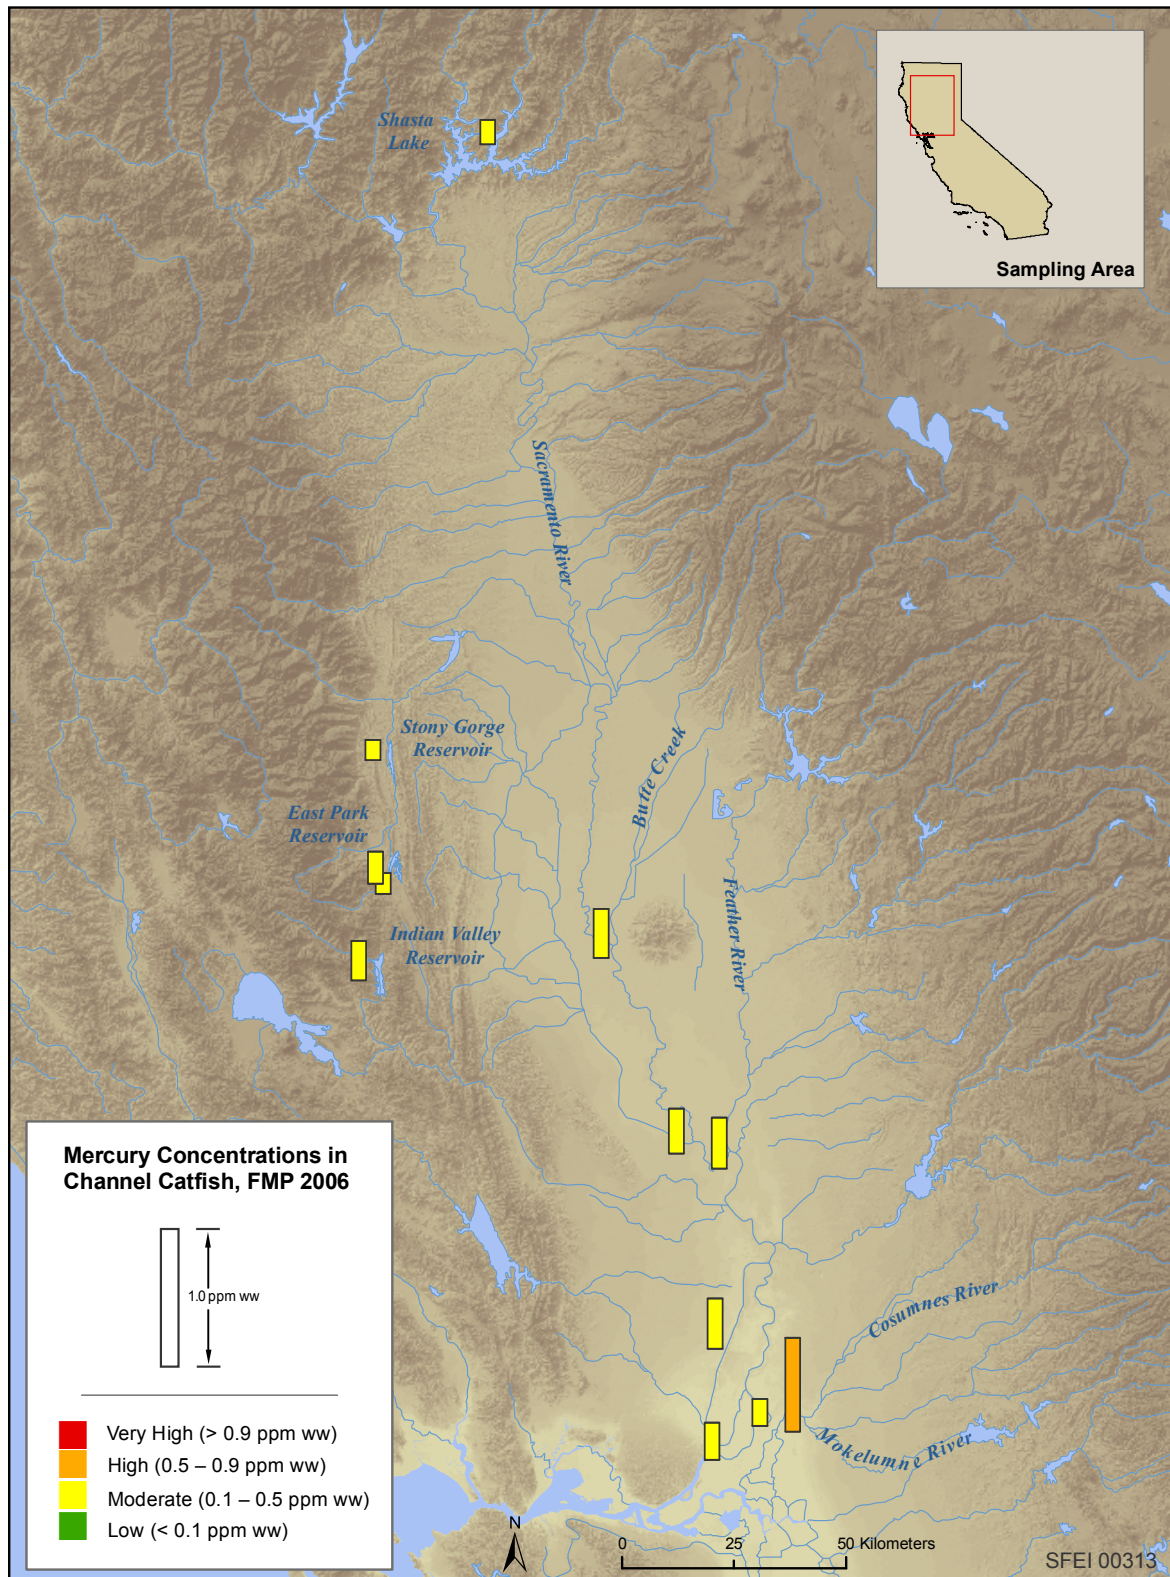 Shasta
Lake
Sampling Area
Sacramento River
Stony Gorge
Reservoir
Butte Creek
East Park
Reservoir
Feather River
Indian Valley
Reservoir
Mercury Concentrations in
Channel Catfish, FMP 2006
1.0 ppm ww
Very High (> 0.9 ppm ww)
High (0.5 – 0.9 ppm ww)
Moderate (0.1 – 0.5 ppm ww)
Low (< 0.1 ppm ww)
Cosumnes River
Mokelumne River
N
0 25 50 Kilometers
SFEI 00313